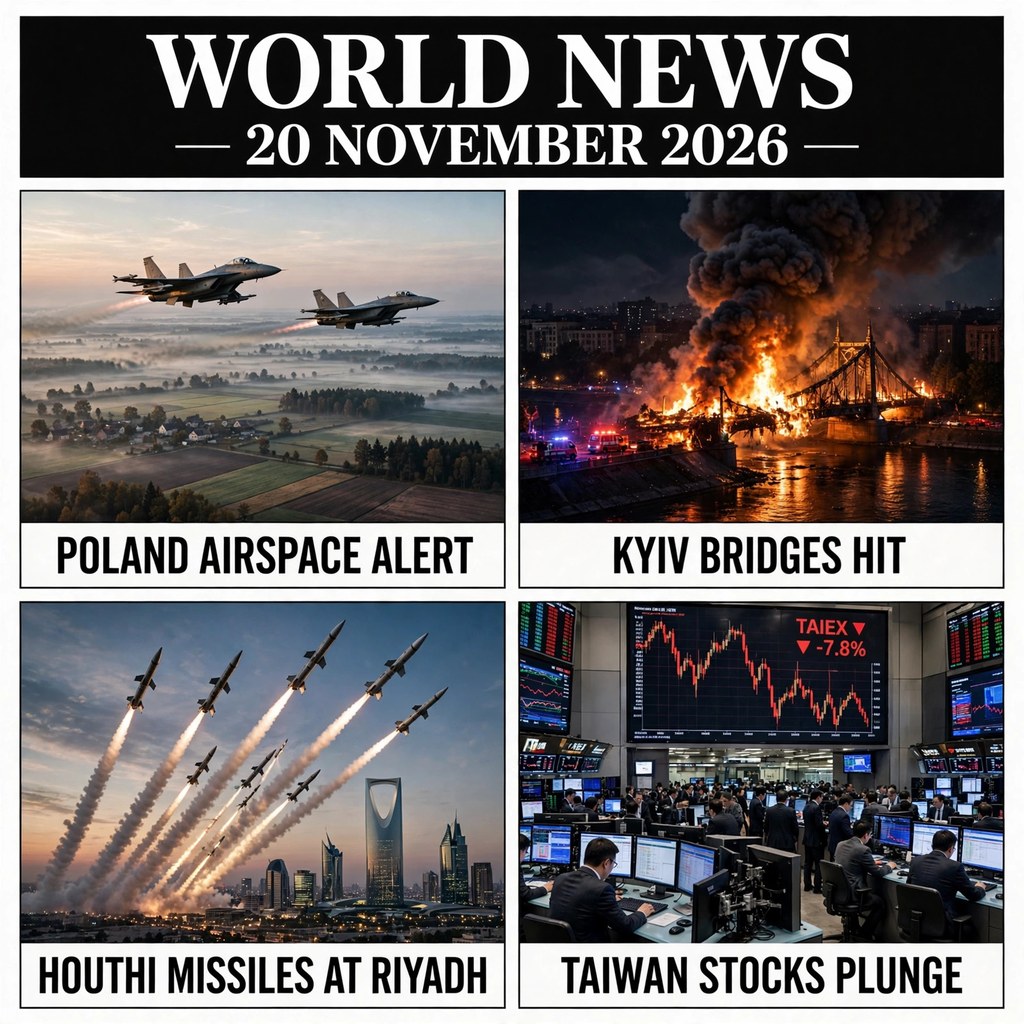 WORLD NEWS
— 20 NOVEMBER 2026 —
POLAND AIRSPACE ALERT
KYIV BRIDGES HIT
TAIEX ▼
▼ -7.8%
HOUTHI MISSILES AT RIYADH
TAIWAN STOCKS PLUNGE